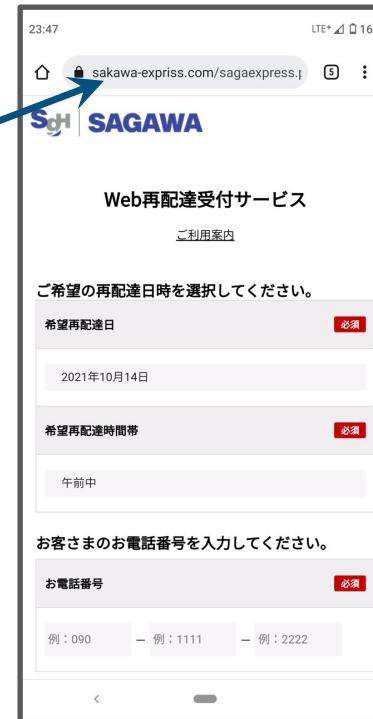 23:47 LTE+ 16
sakawa-expriss.com/sagaexpress.p 5
SGH SAGAWA
Web再配達受付サービス
ご利用案内
ご希望の再配達日時を選択してください。
希望再配達日 必須
2021年10月14日
希望再配達時間帯 必須
午前中
お客さまのお電話番号を入力してください。
お電話番号 必須
例：090 ー 例：1111 ー 例：2222